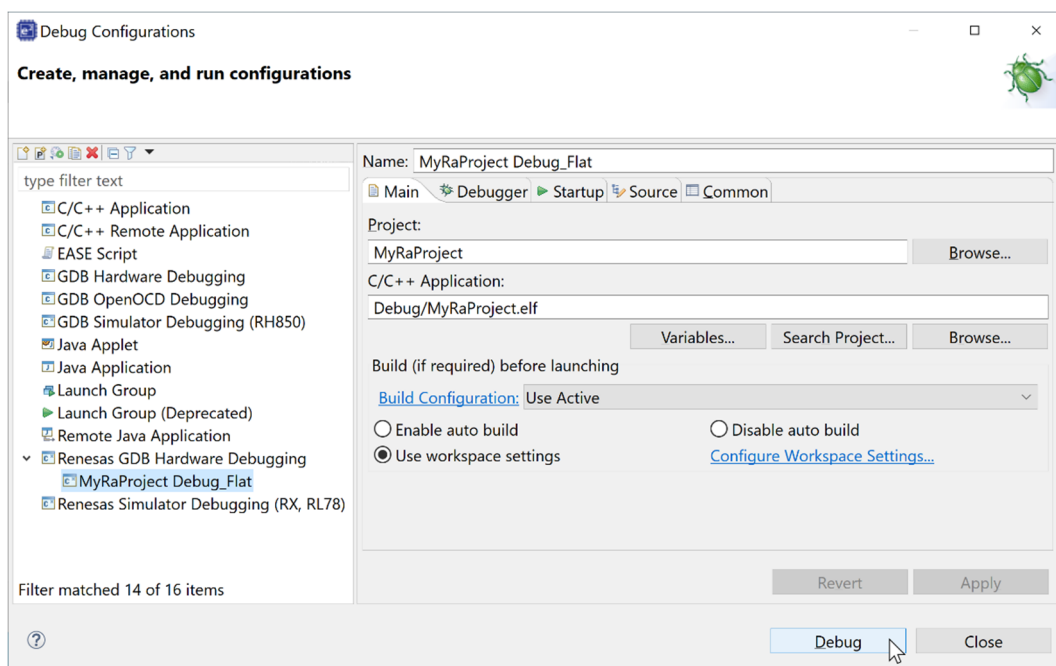 Debug Configurations
Create, manage, and run configurations
type filter text
C/C++ Application
C/C++ Remote Application
EASE Script
GDB Hardware Debugging
GDB OpenOCD Debugging
GDB Simulator Debugging (RH850)
Java Applet
Java Application
Launch Group
Launch Group (Deprecated)
Remote Java Application
Renesas GDB Hardware Debugging
MyRaProject Debug_Flat
Renesas Simulator Debugging (RX, RL78)
Filter matched 14 of 16 items
Name: MyRaProject Debug_Flat
Main Debugger Startup Source Common
Project:
MyRaProject Browse...
C/C++ Application:
Debug/MyRaProject.elf
Variables... Search Project... Browse...
Build (if required) before launching
Build Configuration: Use Active
Enable auto build Disable auto build
Use workspace settings Configure Workspace Settings...
Revert Apply
Debug Close